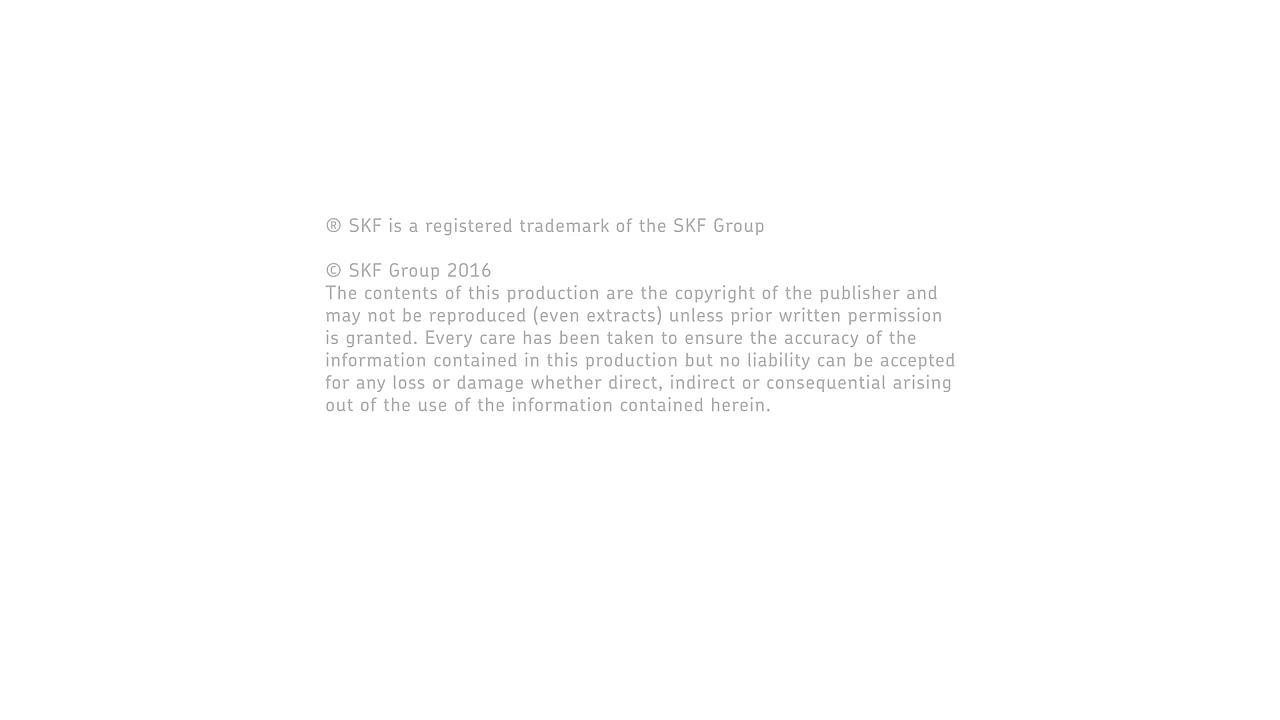 ® SKF is a registered trademark of the SKF Group
© SKF Group 2016
The contents of this production are the copyright of the publisher and
may not be reproduced (even extracts) unless prior written permission
is granted. Every care has been taken to ensure the accuracy of the
information contained in this production but no liability can be accepted
for any loss or damage whether direct, indirect or consequential arising
out of the use of the information contained herein.